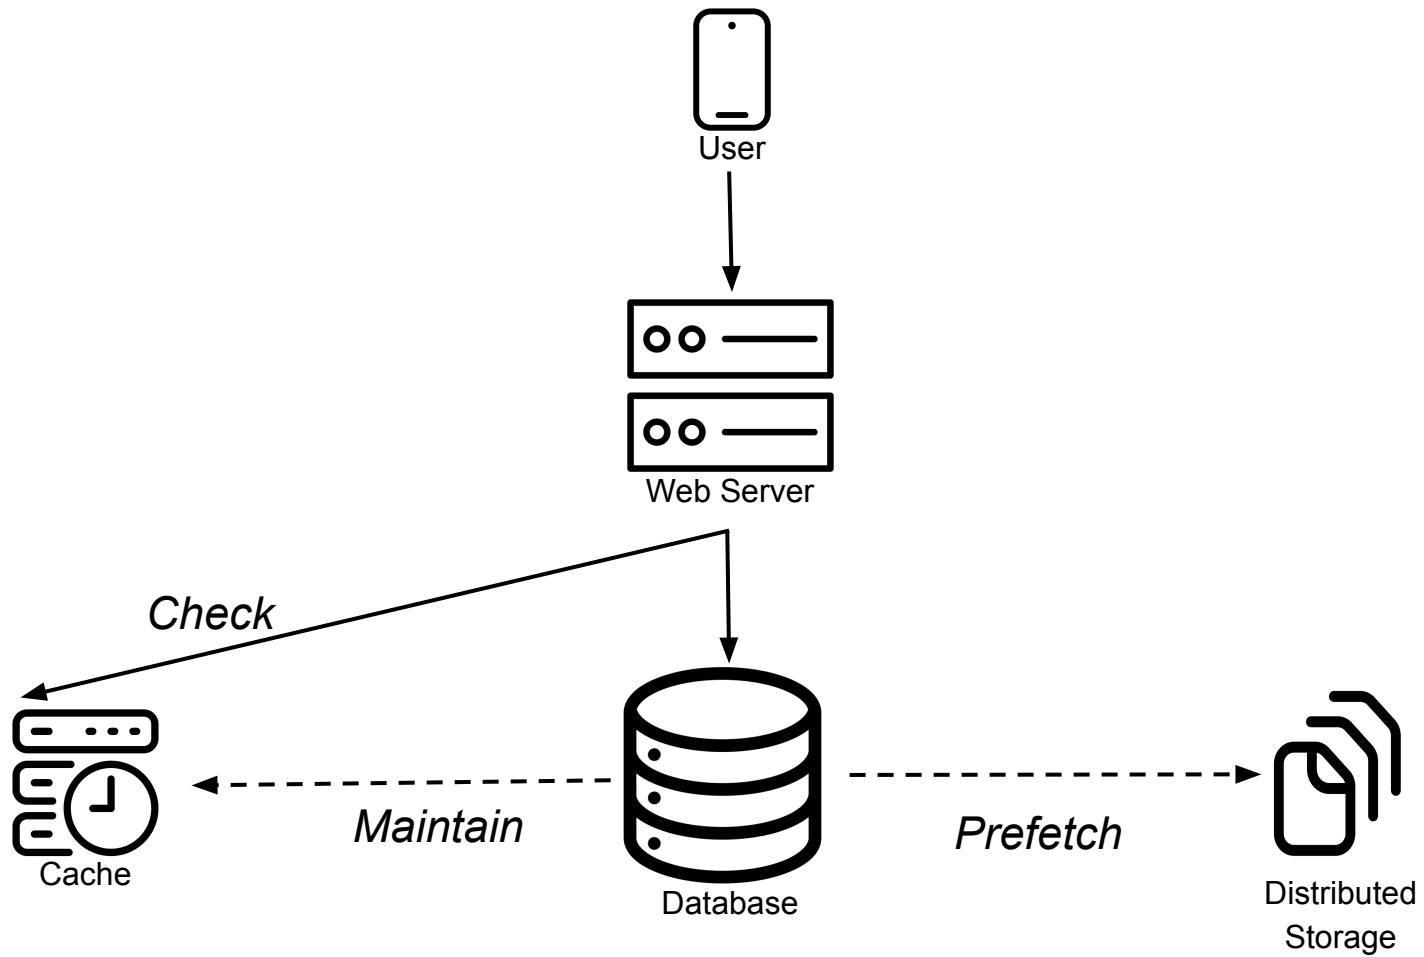 User
Web Server
Check
Maintain
Prefetch
Cache
Database
Distributed
Storage